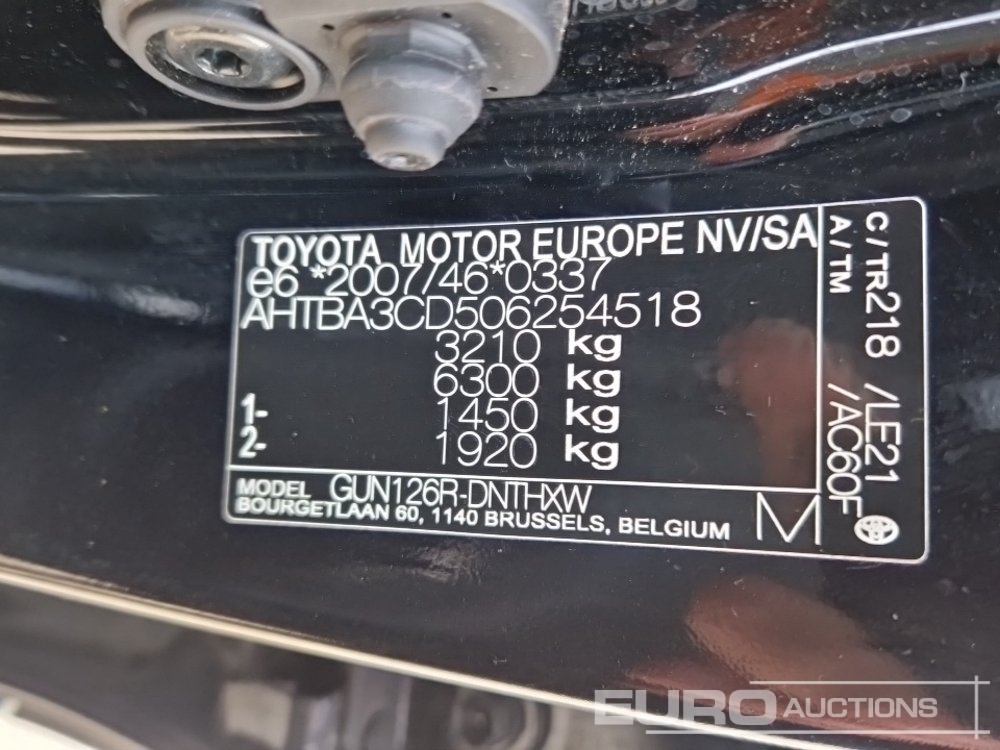 TOYOTA MOTOR EUROPE NV/SA
e6 *2007/46*0337
AHTBA3CD506254518
3210 kg
6300 kg
1- 1450 kg
2- 1920 kg
MODEL GUN126R-DNTHXW
BOURGETLAAN 60, 1140 BRUSSELS, BELGIUM
M
C/TR218 /LE21
A/TM /AC60F
EURO AUCTIONS